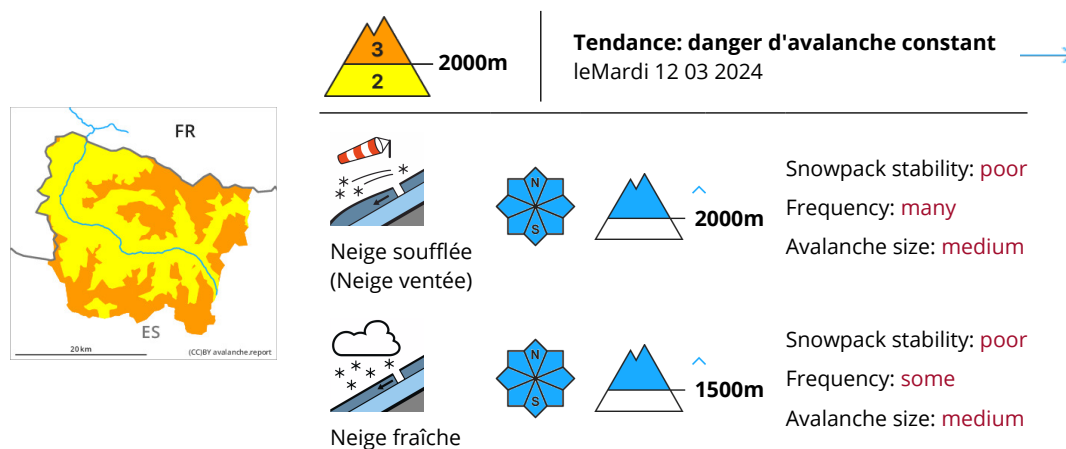 3
2
2000m
Tendance: danger d'avalanche constant
leMardi 12 03 2024
FR
ES
20 km
(CC)BY avalanche.report
N
S
2000m
Snowpack stability: poor
Frequency: many
Avalanche size: medium
Neige soufflée
(Neige ventée)
N
S
1500m
Snowpack stability: poor
Frequency: some
Avalanche size: medium
Neige fraîche